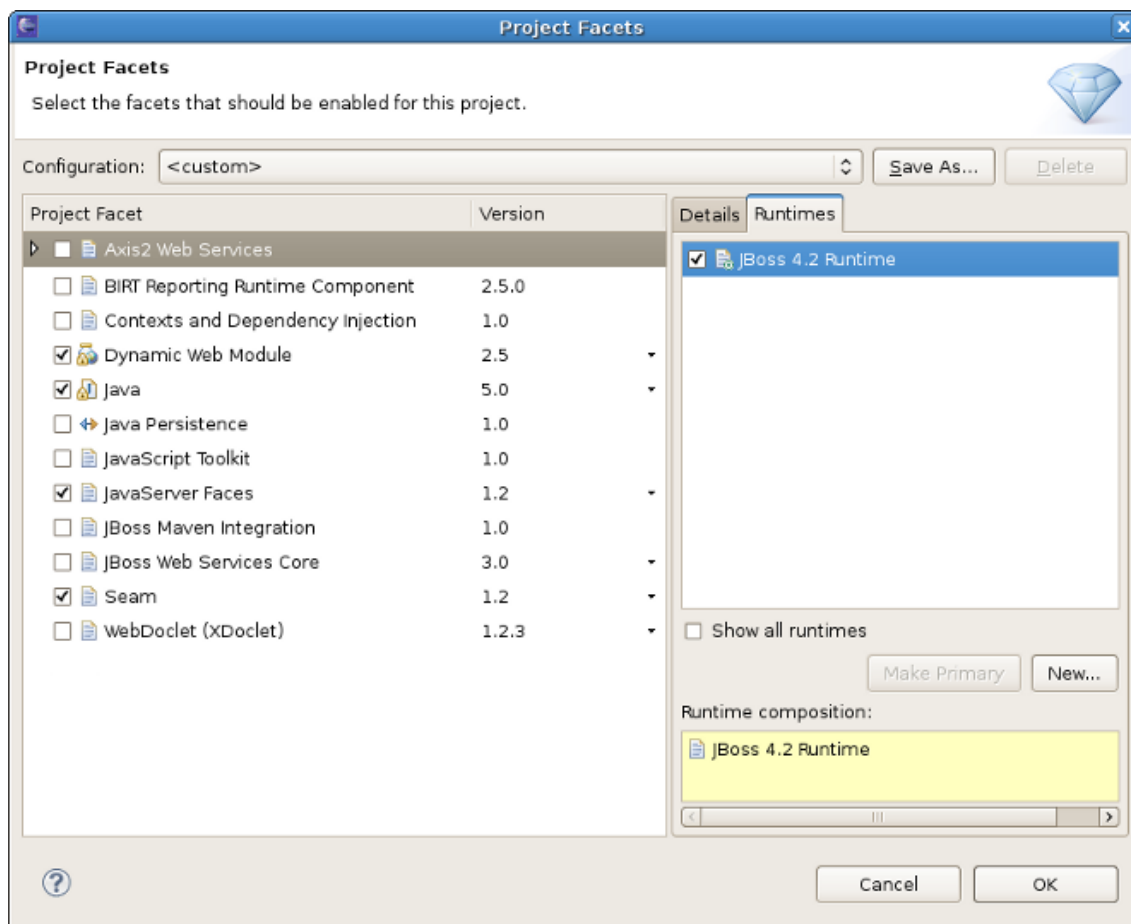 Project Facets
Project Facets
Select the facets that should be enabled for this project.
Configuration: <custom> Save As... Delete
Project Facet Version
Axis2 Web Services
BIRT Reporting Runtime Component 2.5.0
Contexts and Dependency Injection 1.0
Dynamic Web Module 2.5
Java 5.0
Java Persistence 1.0
JavaScript Toolkit 1.0
JavaServer Faces 1.2
JBoss Maven Integration 1.0
JBoss Web Services Core 3.0
Seam 1.2
WebDoclet (XDoclet) 1.2.3
Details Runtimes
JBoss 4.2 Runtime
Show all runtimes
Make Primary New...
Runtime composition:
JBoss 4.2 Runtime
Cancel OK